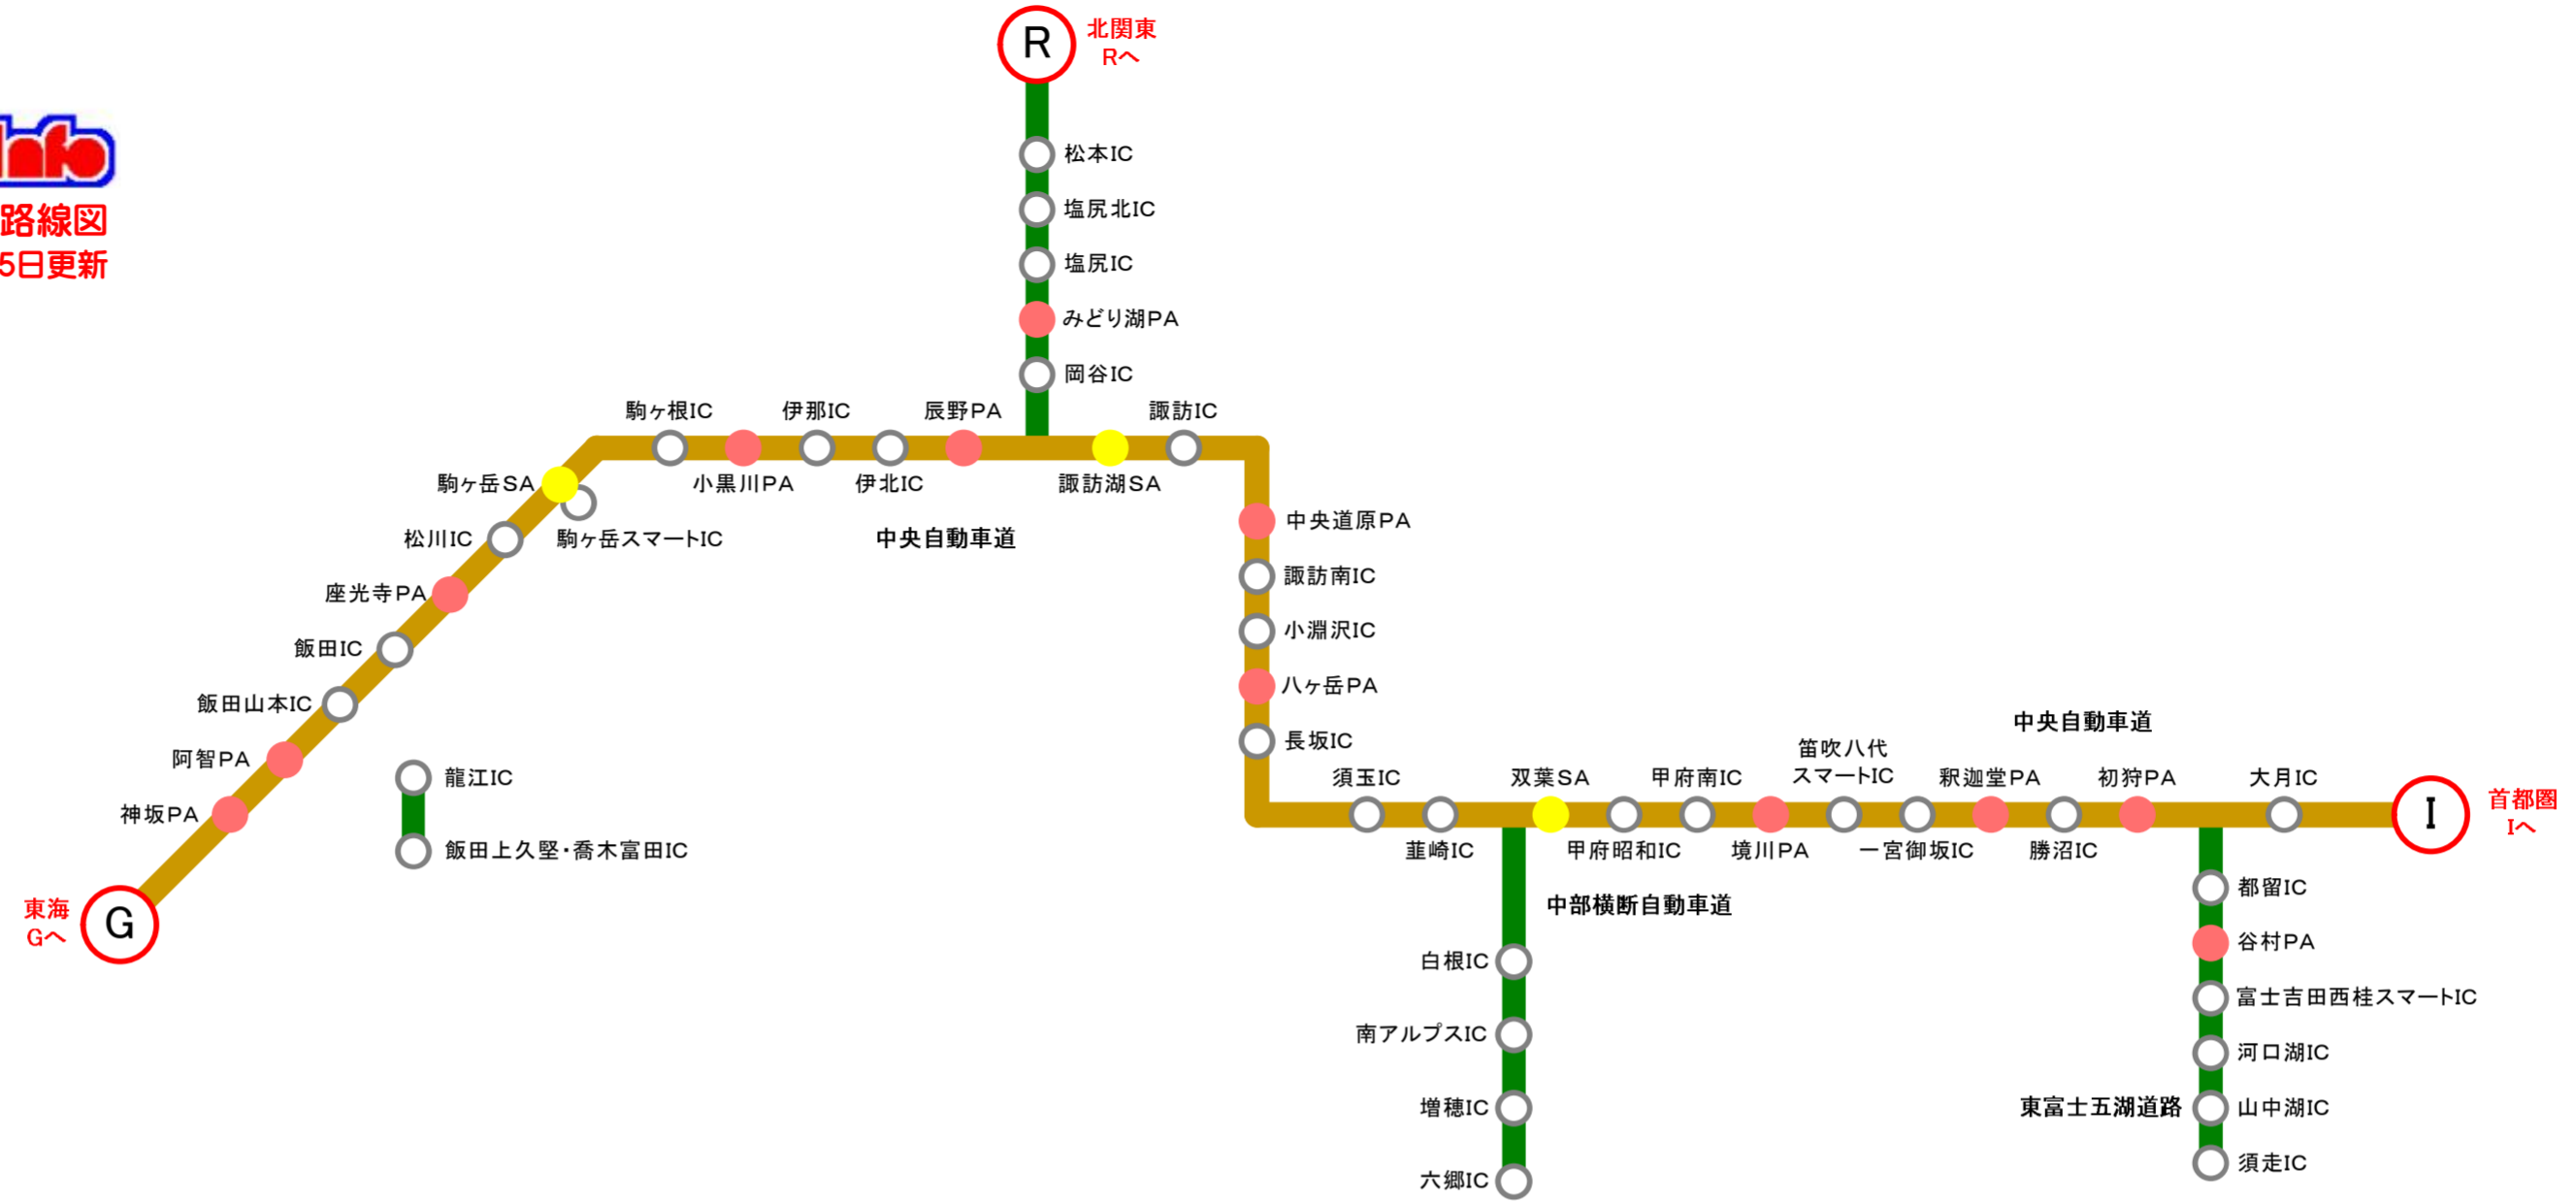 R
北関東
Rへ
nfo
路線図
5日更新
松本IC
塩尻北IC
塩尻IC
みどり湖PA
岡谷IC
駒ヶ根IC
伊那IC
辰野PA
諏訪IC
駒ヶ岳SA
小黒川PA
伊北IC
諏訪湖SA
松川IC
駒ヶ岳スマートIC
中央自動車道
中央道原PA
座光寺PA
諏訪南IC
飯田IC
小淵沢IC
飯田山本IC
八ヶ岳PA
阿智PA
長坂IC
中央自動車道
神坂PA
龍江IC
飯田上久堅・喬木富田IC
須玉IC
双葉SA
甲府南IC
笛吹八代
スマートIC
釈迦堂PA
初狩PA
大月IC
I
首都圏
Iへ
韮崎IC
甲府昭和IC
境川PA
一宮御坂IC
勝沼IC
東海
Gへ
G
中部横断自動車道
都留IC
谷村PA
白根IC
富士吉田西桂スマートIC
南アルプスIC
河口湖IC
増穂IC
東富士五湖道路
山中湖IC
六郷IC
須走IC